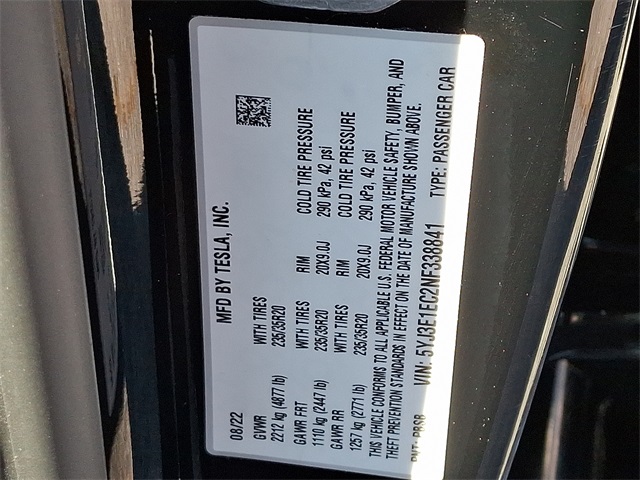 MFD BY TESLA, INC.
08/22
GVWR WITH TIRES RIM COLD TIRE PRESSURE
2212 kg (4877 lb) 235/35R20 20X9.0J 290 kPa, 42 psi
GAWR FRT WITH TIRES RIM COLD TIRE PRESSURE
1110 kg (2447 lb) 235/35R20 20X9.0J 290 kPa, 42 psi
GAWR RR WITH TIRES
1257 kg (2771 lb) 235/35R20
THIS VEHICLE CONFORMS TO ALL APPLICABLE U.S. FEDERAL MOTOR VEHICLE SAFETY, BUMPER, AND
THEFT PREVENTION STANDARDS IN EFFECT ON THE DATE OF MANUFACTURE SHOWN ABOVE.
VIN: 5YJ3E1EC2NF338841 TYPE: PASSENGER CAR
PNT: PBSB